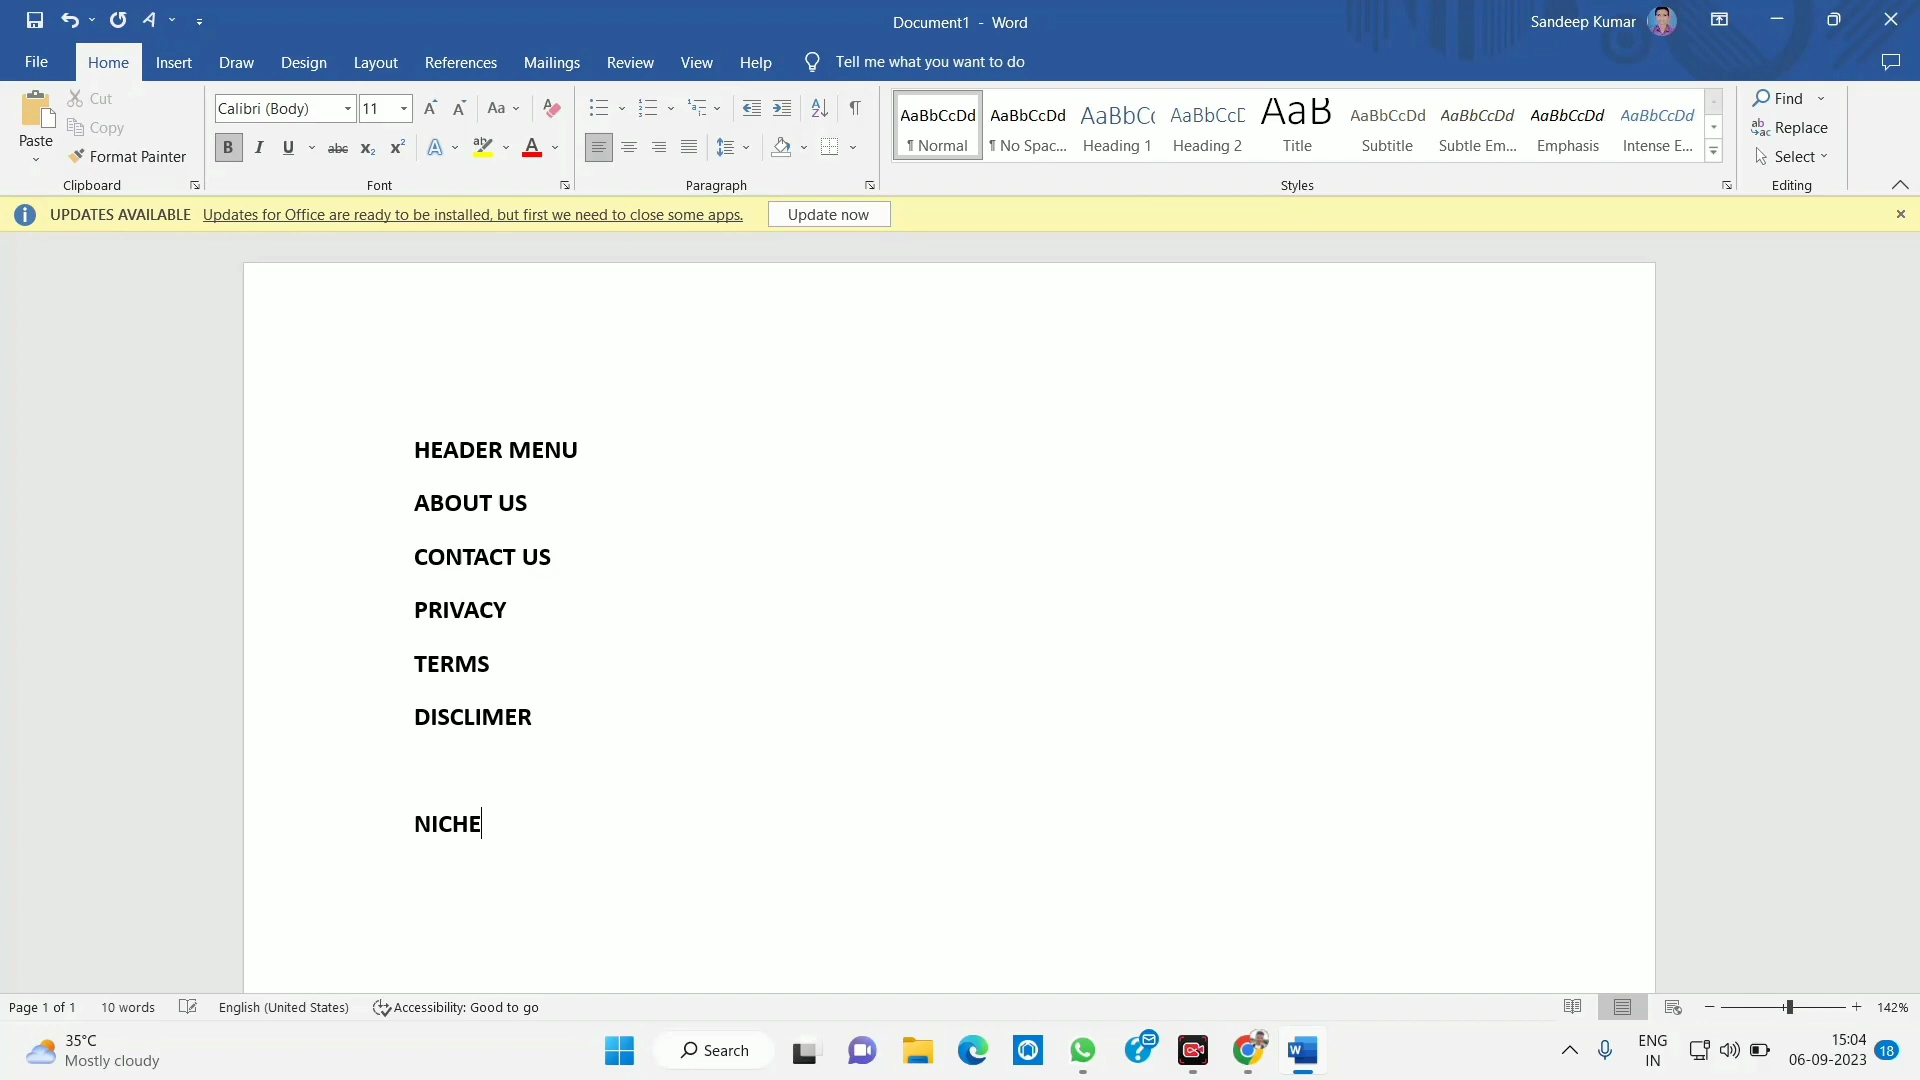 Document1 - Word
Sandeep Kumar
File Home Insert Draw Design Layout References Mailings Review View Help Tell me what you want to do
Paste
Cut
Copy
Format Painter
Clipboard
Calibri (Body) 11
Font
Paragraph
AaBbCcDd AaBbCcDd AaBbCc AaBbCcC AaB AaBbCcDd AaBbCcDd AaBbCcDd AaBbCcDd
¶ Normal ¶ No Spac... Heading 1 Heading 2 Title Subtitle Subtle Em... Emphasis Intense E...
Styles
Find
Replace
Select
Editing
UPDATES AVAILABLE Updates for Office are ready to be installed, but first we need to close some apps. Update now
HEADER MENU
ABOUT US
CONTACT US
PRIVACY
TERMS
DISCLIMER
NICHE
Page 1 of 1 10 words English (United States) Accessibility: Good to go 142%
35°C
Mostly cloudy
Search
ENG
IN
15:04
06-09-2023
18